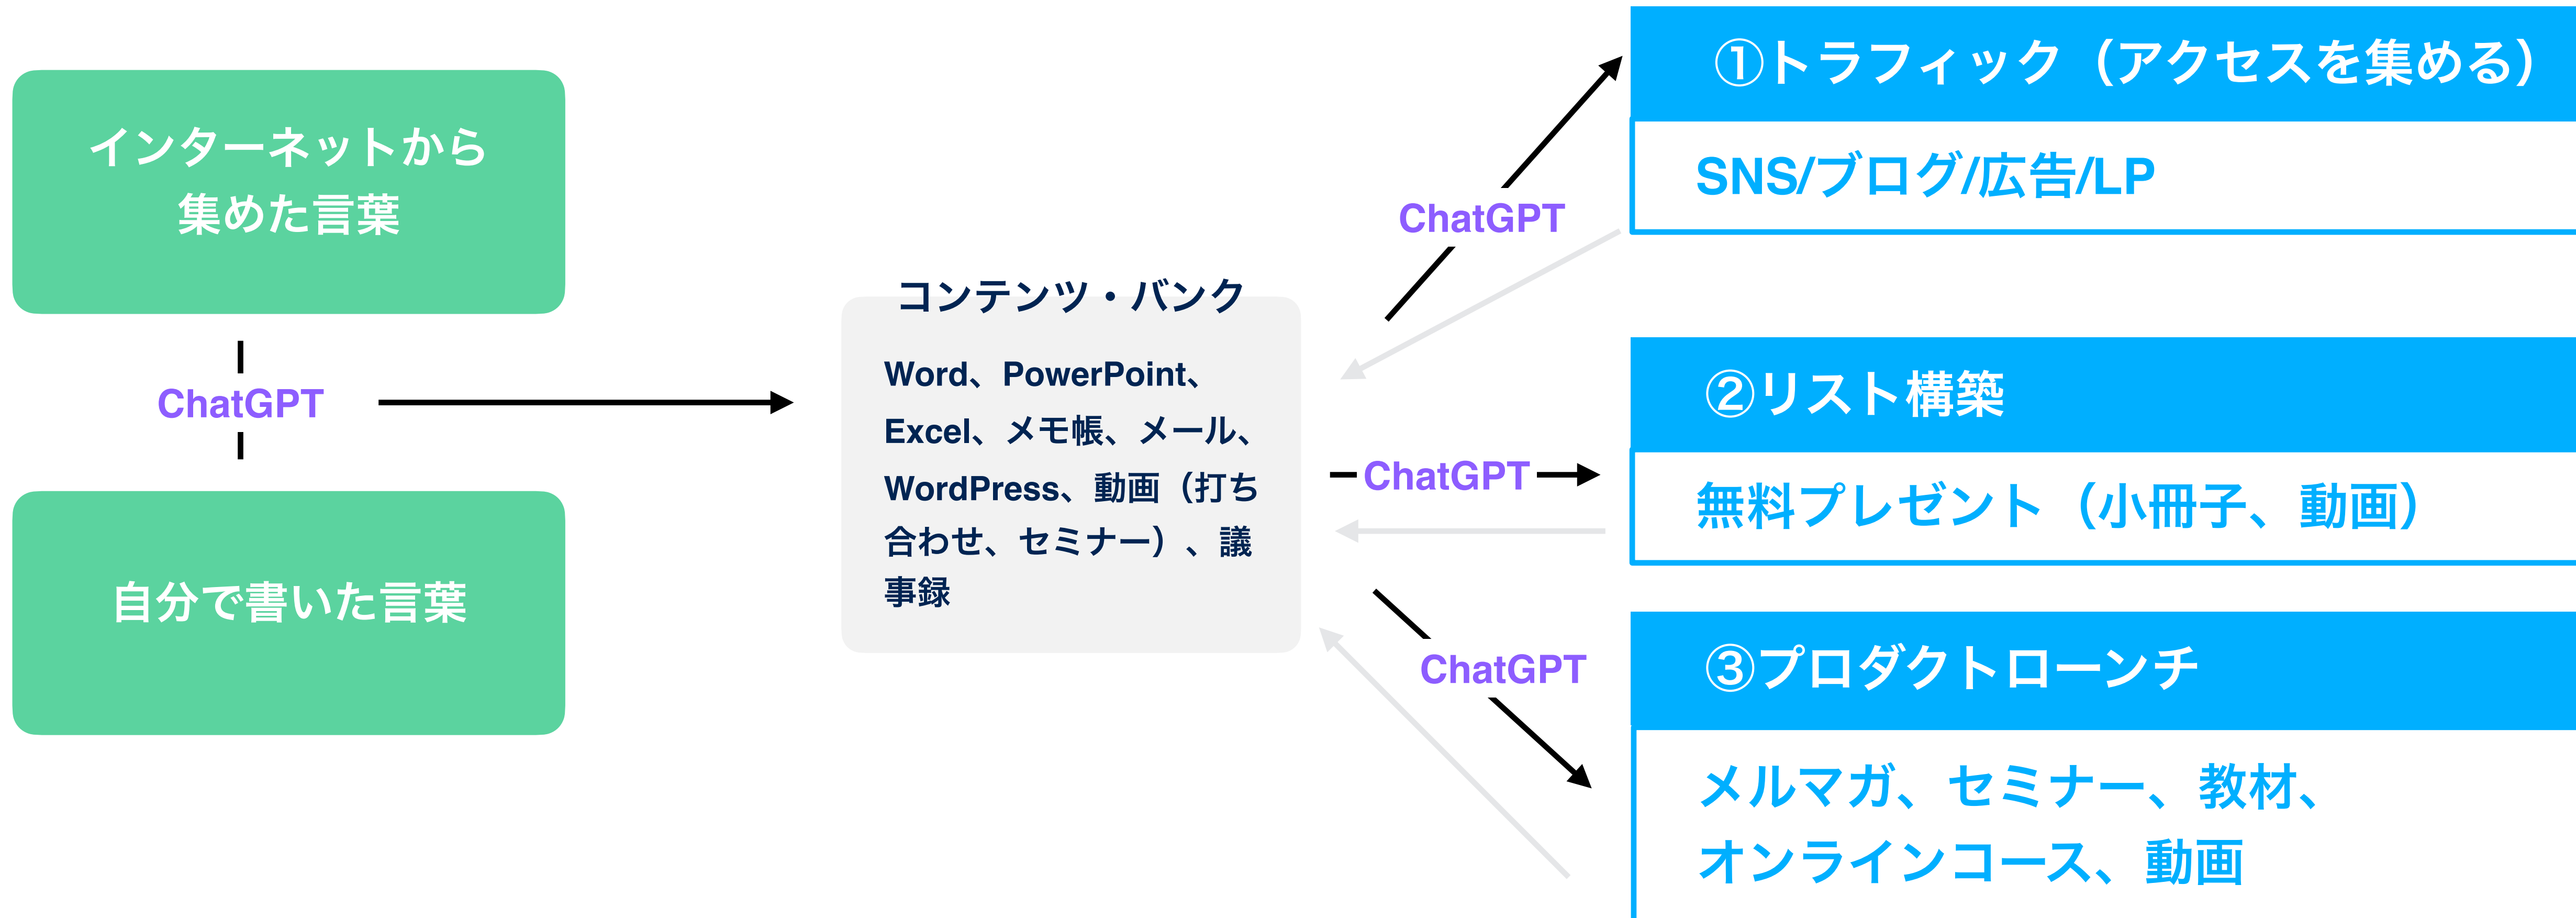 インターネットから
集めた言葉
ChatGPT
自分で書いた言葉
コンテンツ・バンク
Word、PowerPoint、
Excel、メモ帳、メール、
WordPress、動画（打ち
合わせ、セミナー）、議
事録
ChatGPT
ChatGPT
ChatGPT
①トラフィック（アクセスを集める）
SNS/ブログ/広告/LP
②リスト構築
無料プレゼント（小冊子、動画）
③プロダクトローンチ
メルマガ、セミナー、教材、
オンラインコース、動画